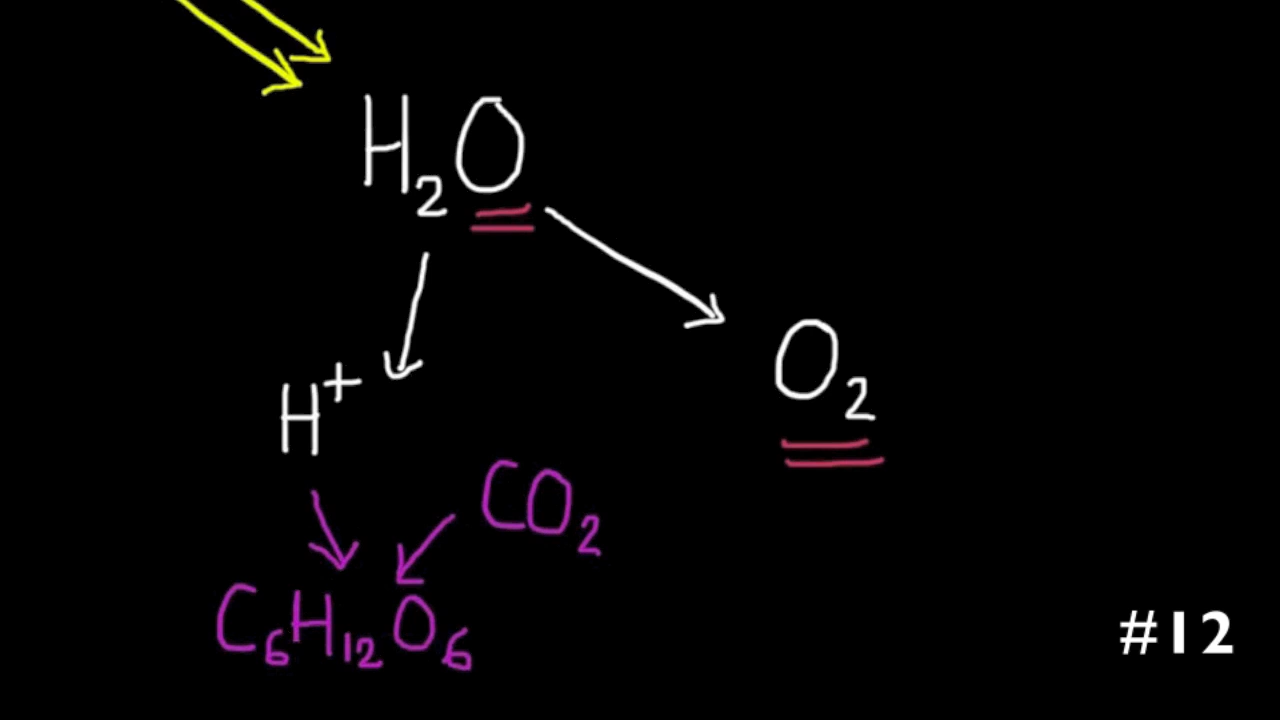 H₂O
H⁺
O₂
CO₂
C₆H₁₂O₆
#12